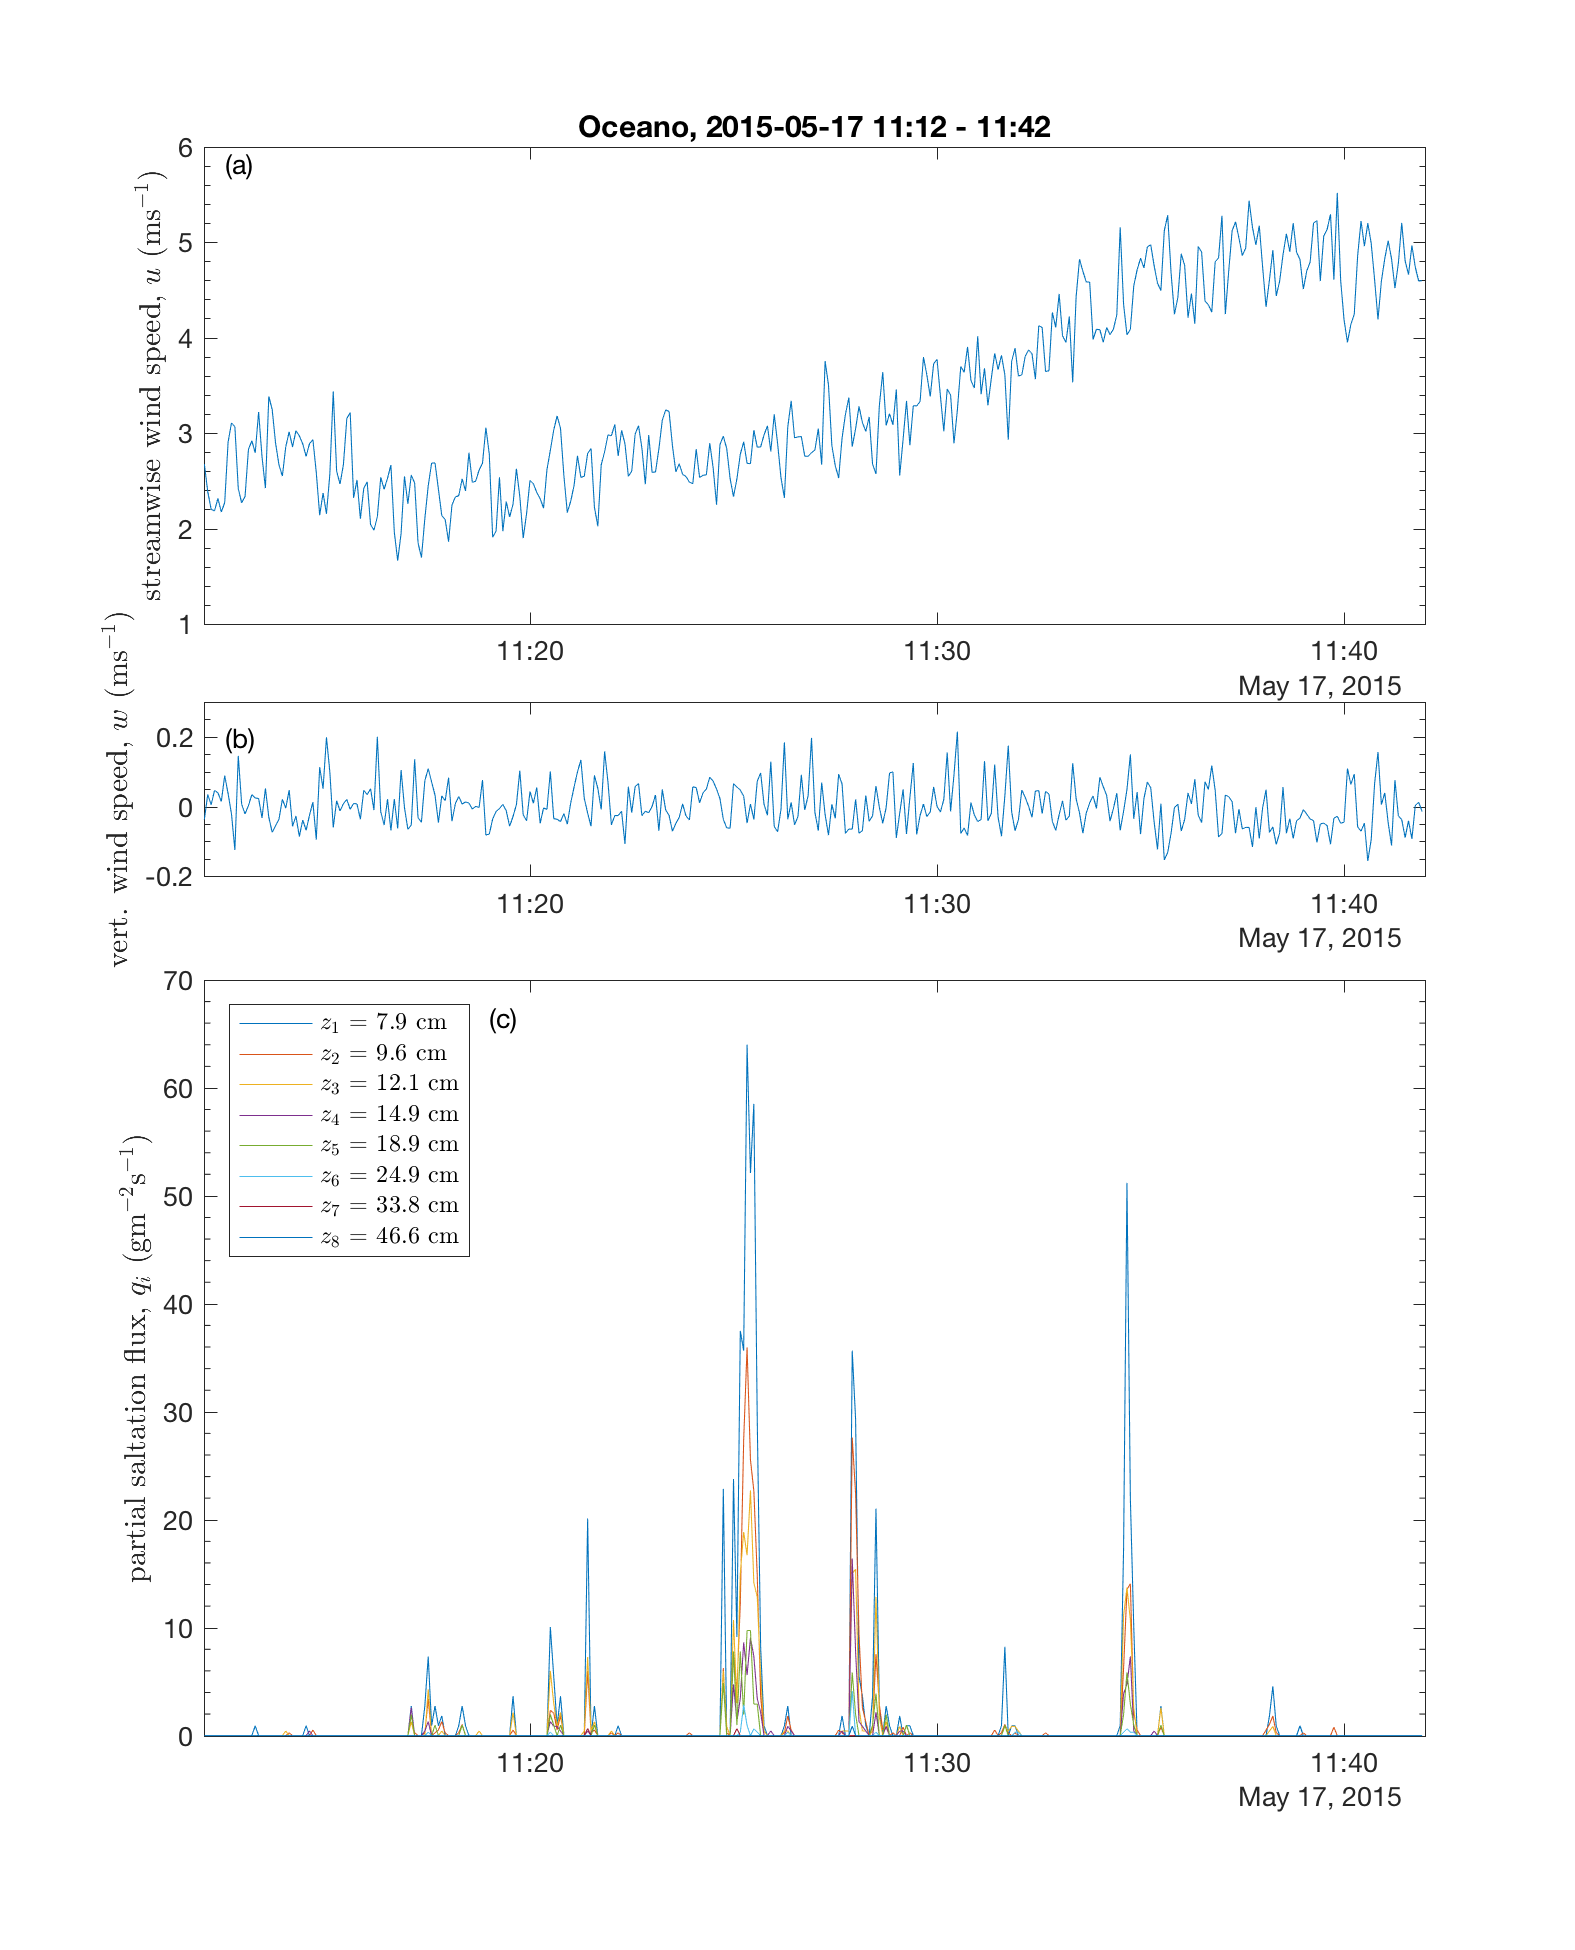 Oceano, 2015-05-17 11:12 - 11:42
(a)
streamwise wind speed, u (ms⁻¹)
6
5
4
3
2
1
11:20 11:30 11:40
May 17, 2015
(b)
vert. wind speed, w (ms⁻¹)
0.2
0
-0.2
11:20 11:30 11:40
May 17, 2015
(c)
partial saltation flux, qᵢ (gm⁻²s⁻¹)
70
60
50
40
30
20
10
0
z₁ = 7.9 cm
z₂ = 9.6 cm
z₃ = 12.1 cm
z₄ = 14.9 cm
z₅ = 18.9 cm
z₆ = 24.9 cm
z₇ = 33.8 cm
z₈ = 46.6 cm
11:20 11:30 11:40
May 17, 2015